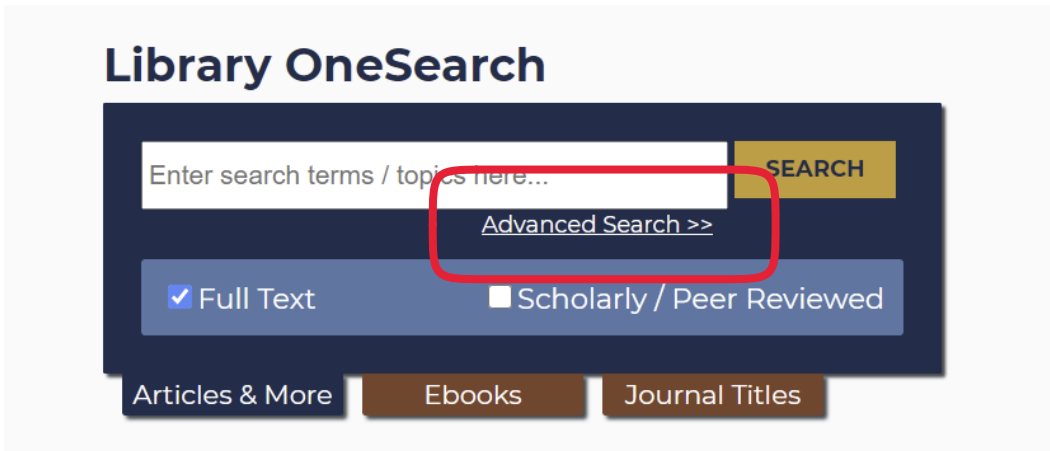 Library OneSearch
Enter search terms / topics here...
SEARCH
Advanced Search >>
Full Text
Scholarly / Peer Reviewed
Articles & More
Ebooks
Journal Titles